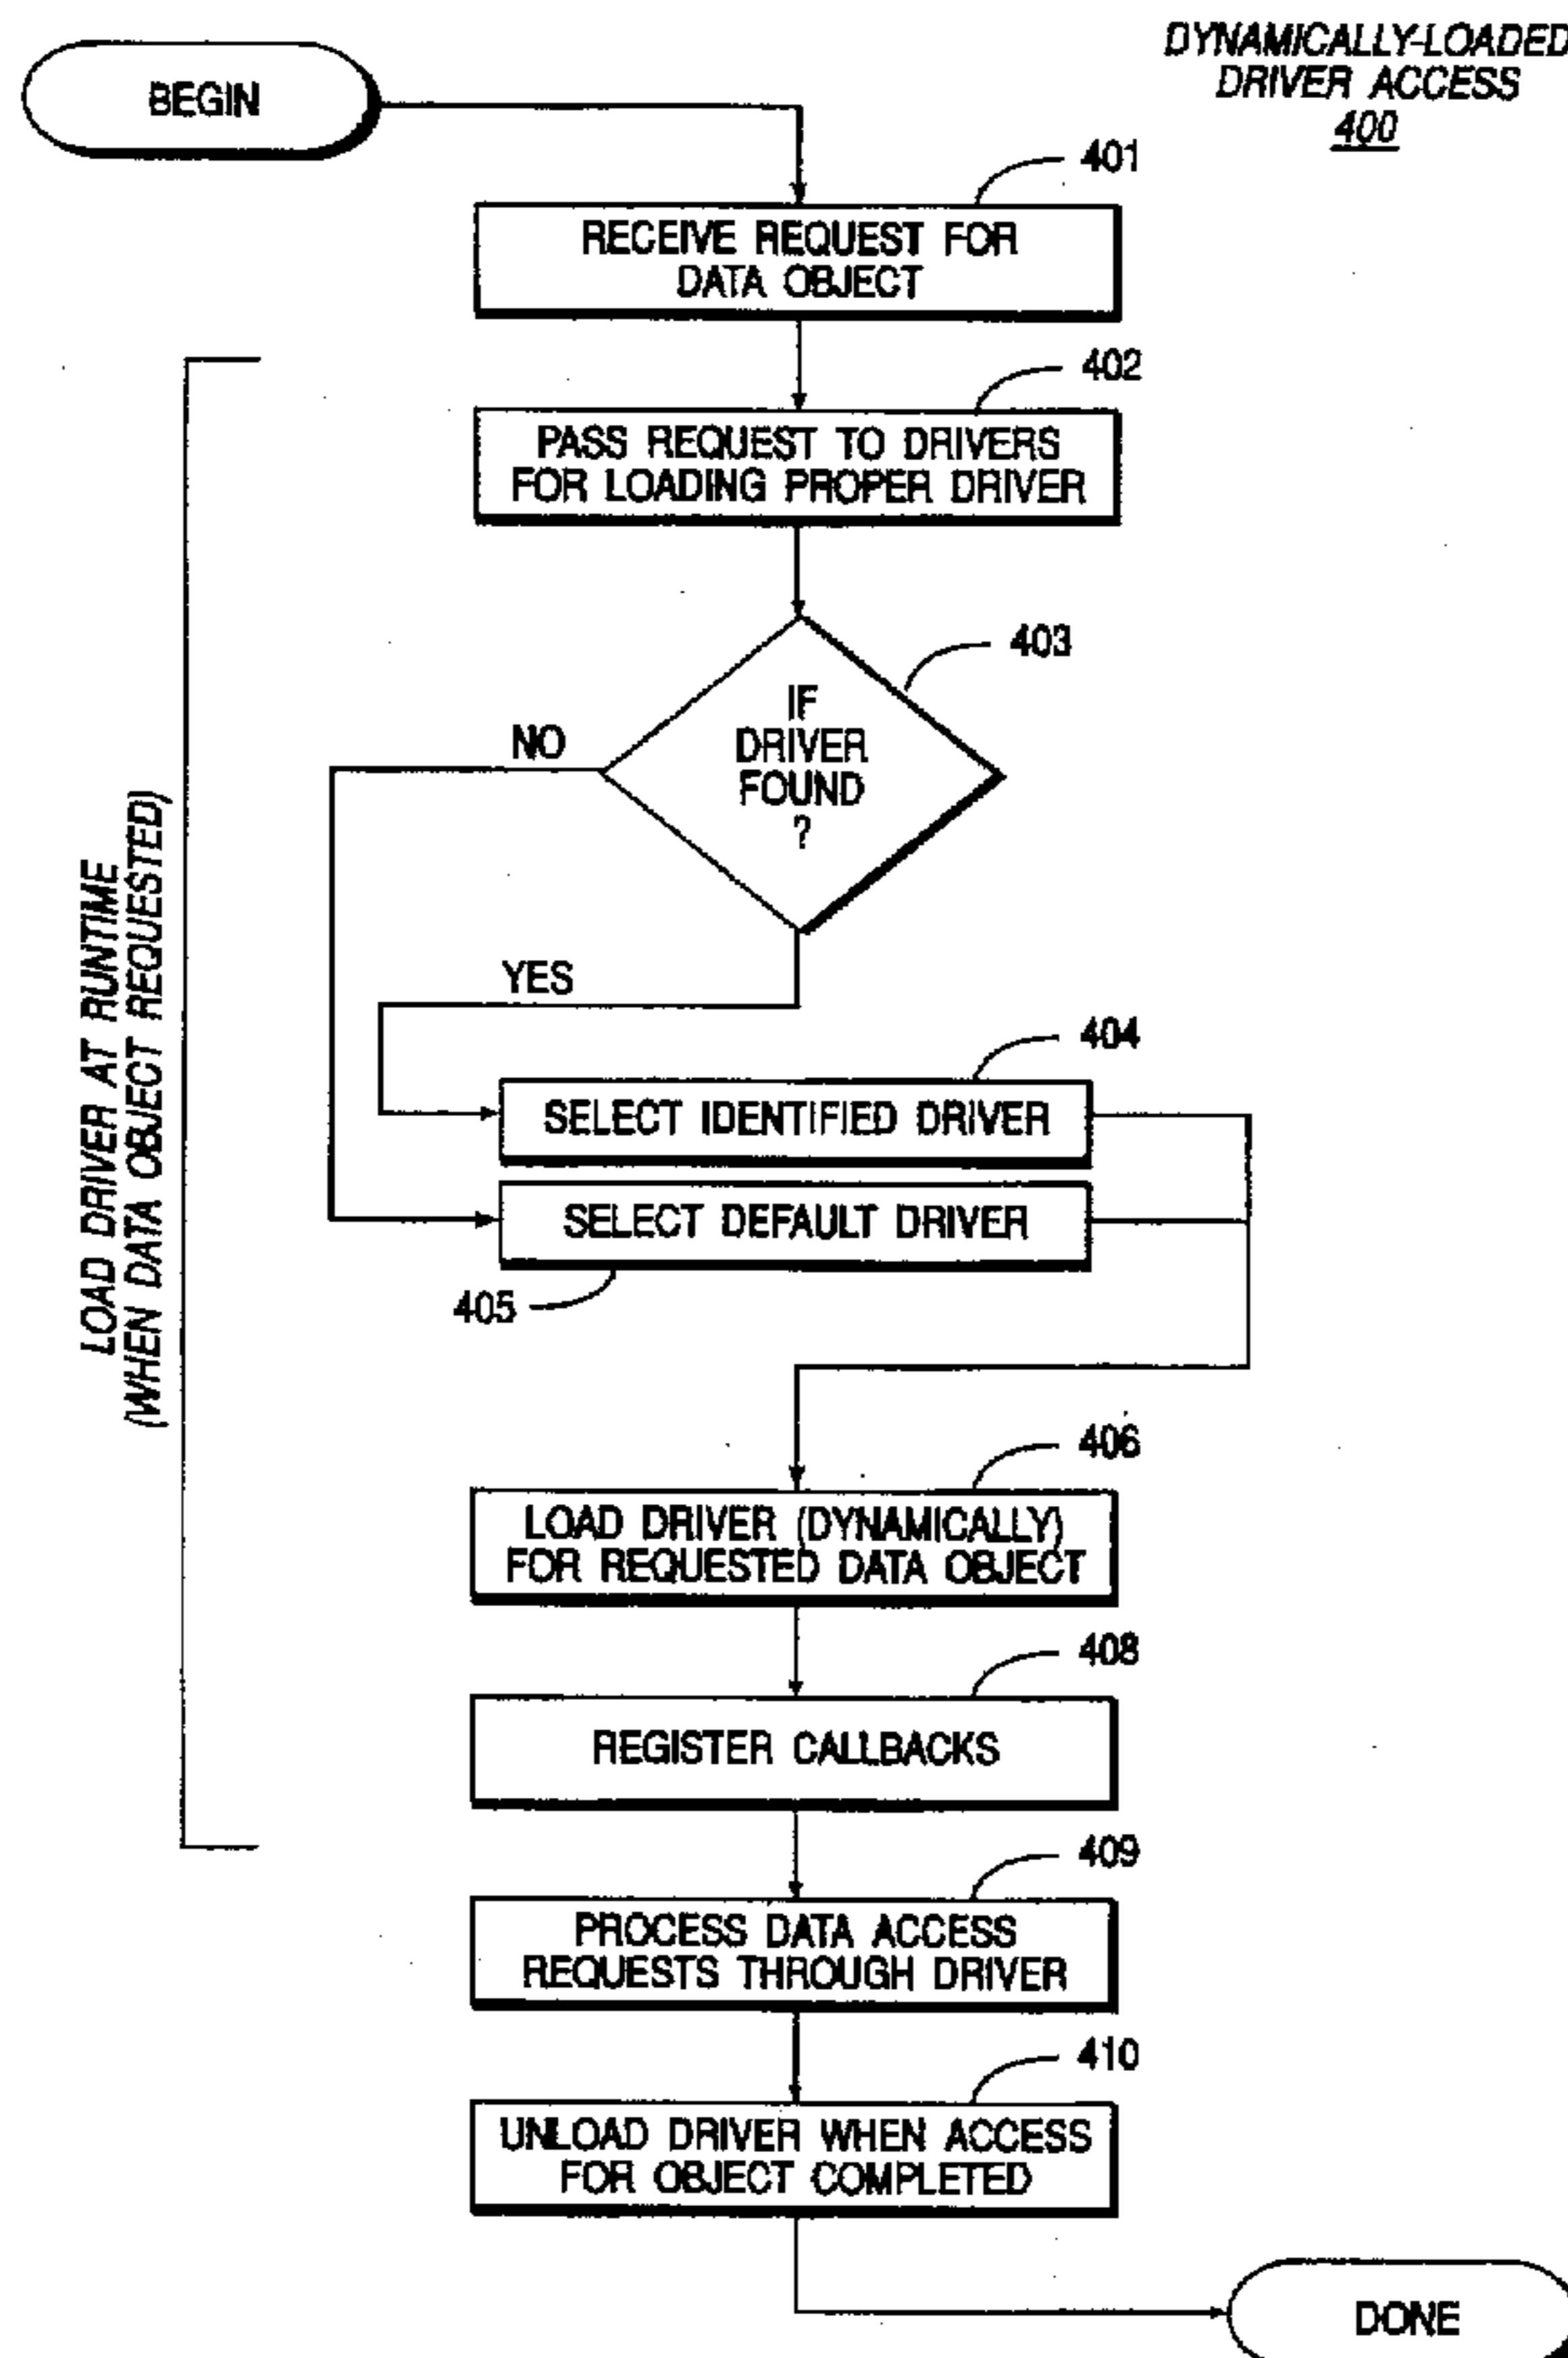 DYNAMICALLY-LOADED
DRIVER ACCESS
400
BEGIN
401
RECEIVE REQUEST FOR
DATA OBJECT
402
PASS REQUEST TO DRIVERS
FOR LOADING PROPER DRIVER
403
IF
DRIVER
FOUND
?
NO
YES
LOAD DRIVER AT RUNTIME
(WHEN DATA OBJECT REQUESTED)
404
SELECT IDENTIFIED DRIVER
SELECT DEFAULT DRIVER
405
406
LOAD DRIVER (DYNAMICALLY)
FOR REQUESTED DATA OBJECT
408
REGISTER CALLBACKS
409
PROCESS DATA ACCESS
REQUESTS THROUGH DRIVER
410
UNLOAD DRIVER WHEN ACCESS
FOR OBJECT COMPLETED
DONE